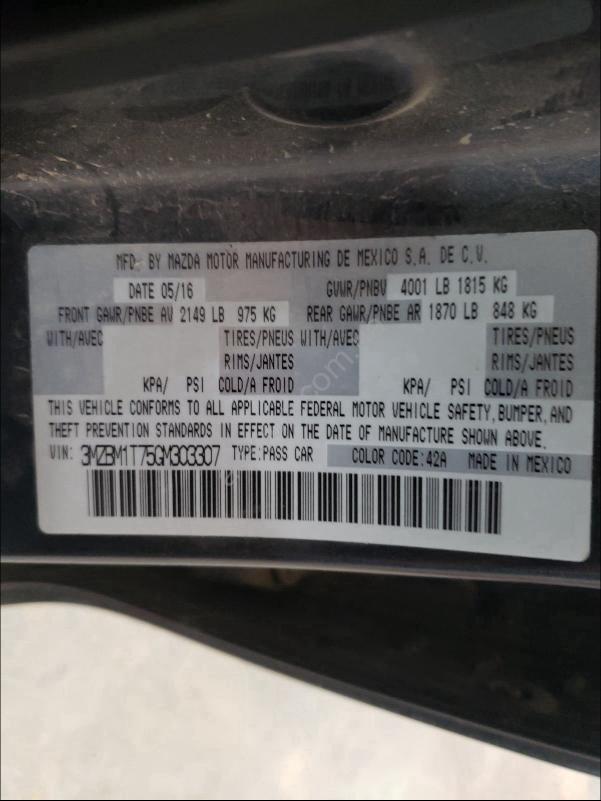 MFD. BY MAZDA MOTOR MANUFACTURING DE MEXICO S.A. DE C.V.
DATE 05/16 GVWR/PNBV 4001 LB 1815 KG
FRONT GAWR/PNBE AV 2149 LB 975 KG REAR GAWR/PNBE AR 1870 LB 848 KG
WITH/AVEC TIRES/PNEUS WITH/AVEC TIRES/PNEUS
RIMS/JANTES RIMS/JANTES
KPA/ PSI COLD/A FROID KPA/ PSI COLD/A FROID
THIS VEHICLE CONFORMS TO ALL APPLICABLE FEDERAL MOTOR VEHICLE SAFETY, BUMPER, AND
THEFT PREVENTION STANDARDS IN EFFECT ON THE DATE OF MANUFACTURE SHOWN ABOVE.
VIN: 3MZBM1T75GM303307 TYPE:PASS CAR COLOR CODE:42A MADE IN MEXICO